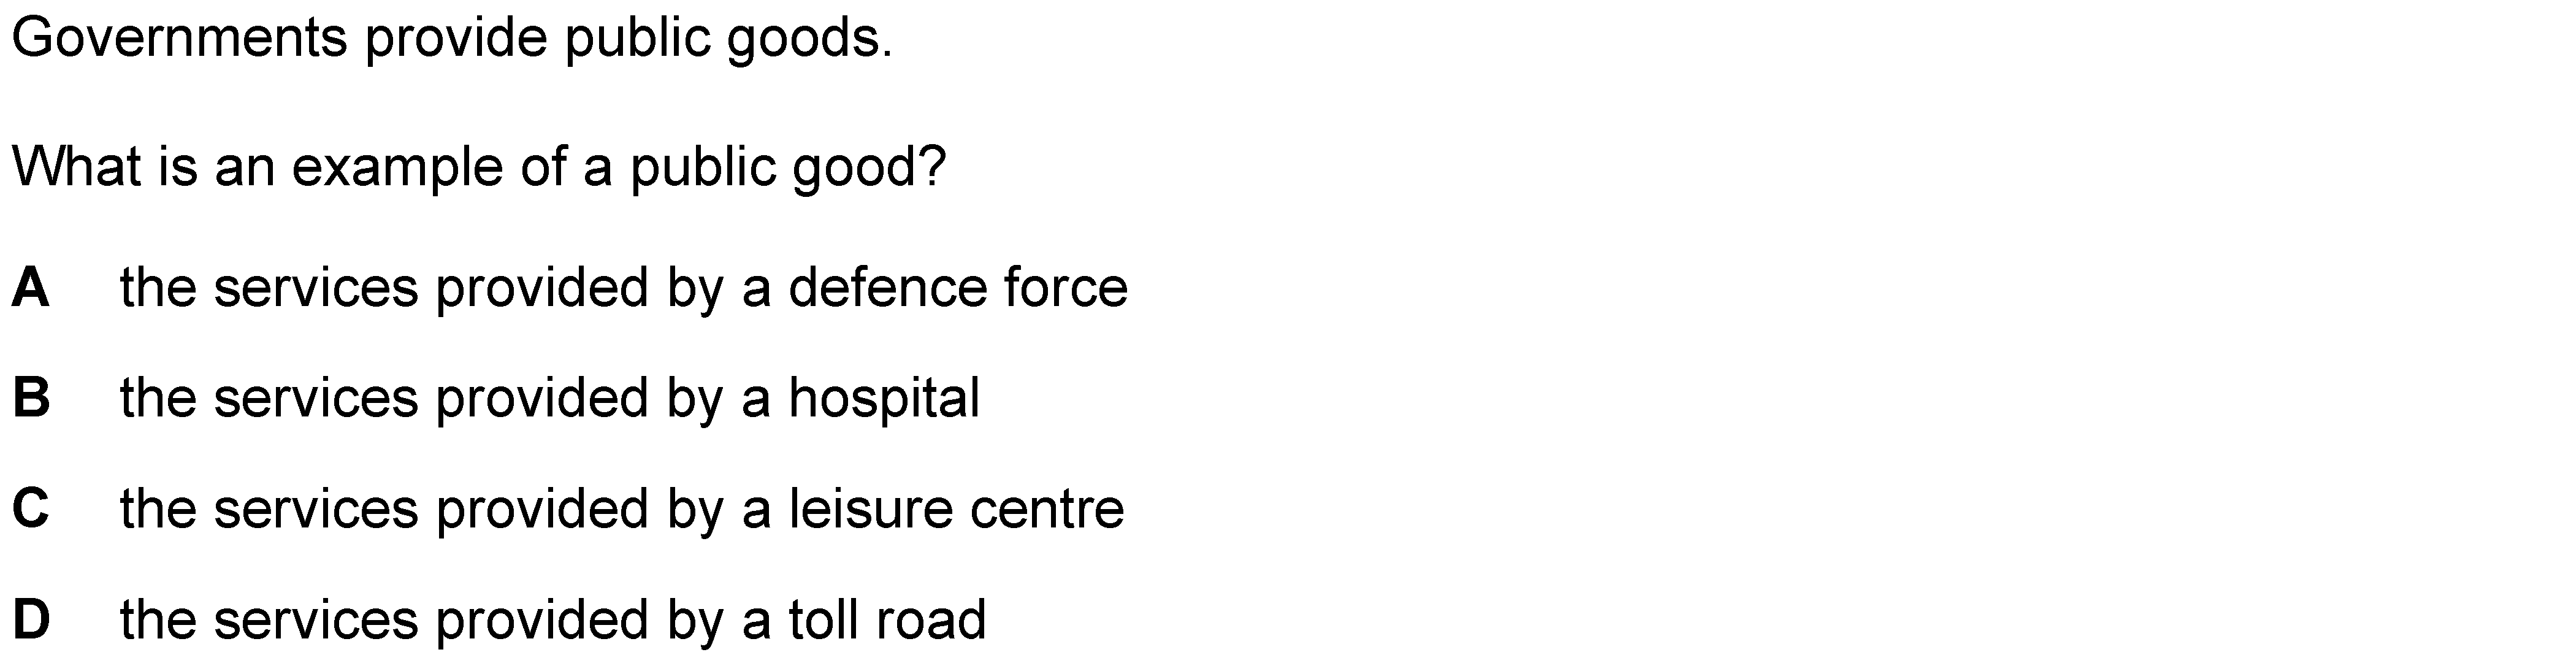 Governments provide public goods.
What is an example of a public good?
A the services provided by a defence force
B the services provided by a hospital
C the services provided by a leisure centre
D the services provided by a toll road